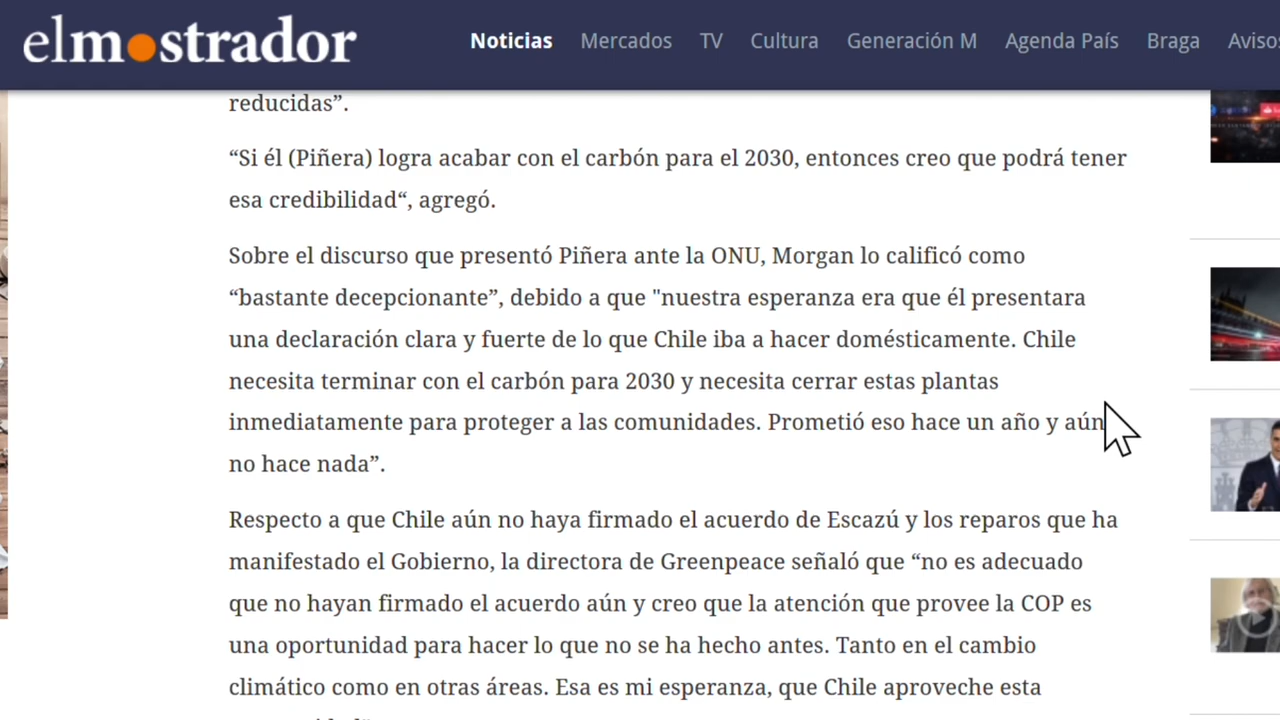 elmostrador
Noticias Mercados TV Cultura Generación M Agenda País Braga Avisos
reducidas”.
“Si él (Piñera) logra acabar con el carbón para el 2030, entonces creo que podrá tener
esa credibilidad“, agregó.
Sobre el discurso que presentó Piñera ante la ONU, Morgan lo calificó como
“bastante decepcionante”, debido a que "nuestra esperanza era que él presentara
una declaración clara y fuerte de lo que Chile iba a hacer domésticamente. Chile
necesita terminar con el carbón para 2030 y necesita cerrar estas plantas
inmediatamente para proteger a las comunidades. Prometió eso hace un año y aún
no hace nada”.
Respecto a que Chile aún no haya firmado el acuerdo de Escazú y los reparos que ha
manifestado el Gobierno, la directora de Greenpeace señaló que “no es adecuado
que no hayan firmado el acuerdo aún y creo que la atención que provee la COP es
una oportunidad para hacer lo que no se ha hecho antes. Tanto en el cambio
climático como en otras áreas. Esa es mi esperanza, que Chile aproveche esta